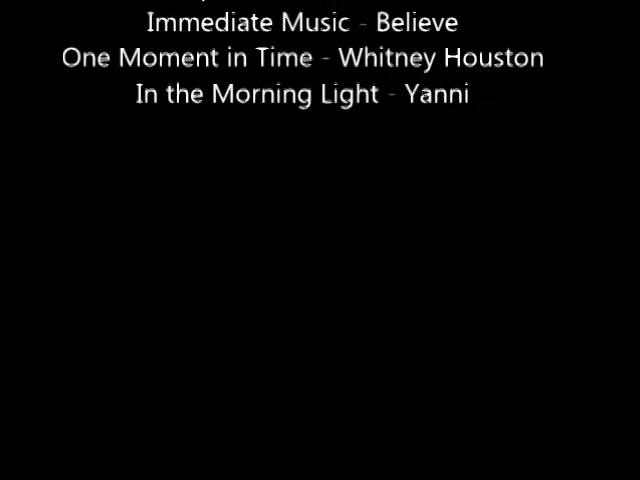 Immediate Music - Believe
One Moment in Time - Whitney Houston
In the Morning Light - Yanni